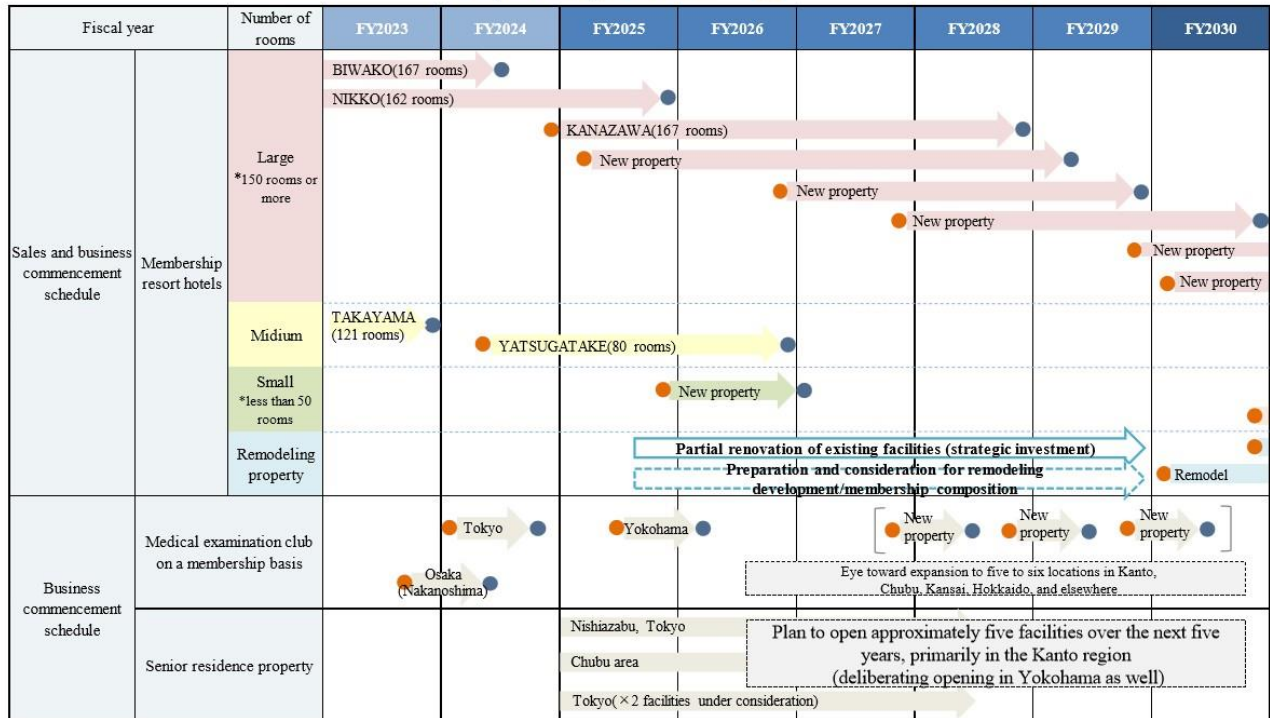 Fiscal year
Number of
rooms
FY2023
FY2024
FY2025
FY2026
FY2027
FY2028
FY2029
FY2030
Sales and business
commencement
schedule
Membership
resort hotels
Large
*150 rooms or
more
BIWAKO(167 rooms)
NIKKO(162 rooms)
KANAZAWA(167 rooms)
New property
New property
New property
New property
New property
Midium
TAKAYAMA
(121 rooms)
YATSUGATAKE(80 rooms)
Small
*less than 50
rooms
New property
Remodeling
property
Partial renovation of existing facilities (strategic investment)
Preparation and consideration for remodeling
development/membership composition
Remodel
Business
commencement
schedule
Medical examination club
on a membership basis
Tokyo
Yokohama
New
property
New
property
New
property
Osaka
(Nakanoshima)
Eye toward expansion to five to six locations in Kanto,
Chubu, Kansai, Hokkaido, and elsewhere
Senior residence property
Nishiazabu, Tokyo
Chubu area
Tokyo(×2 facilities under consideration)
Plan to open approximately five facilities over the next five
years, primarily in the Kanto region
(deliberating opening in Yokohama as well)